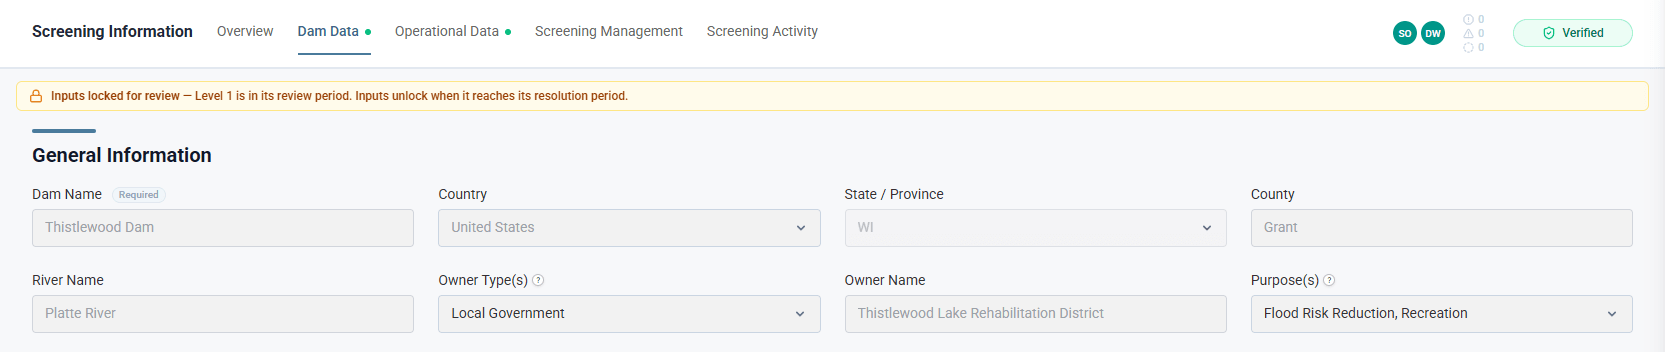 Screening Information Overview Dam Data Operational Data Screening Management Screening Activity
SO DW
0
0
0
Verified
Inputs locked for review — Level 1 is in its review period. Inputs unlock when it reaches its resolution period.
General Information
Dam Name Required Country State / Province County
Thistlewood Dam United States WI Grant
River Name Owner Type(s) ? Owner Name Purpose(s) ?
Platte River Local Government Thistlewood Lake Rehabilitation District Flood Risk Reduction, Recreation